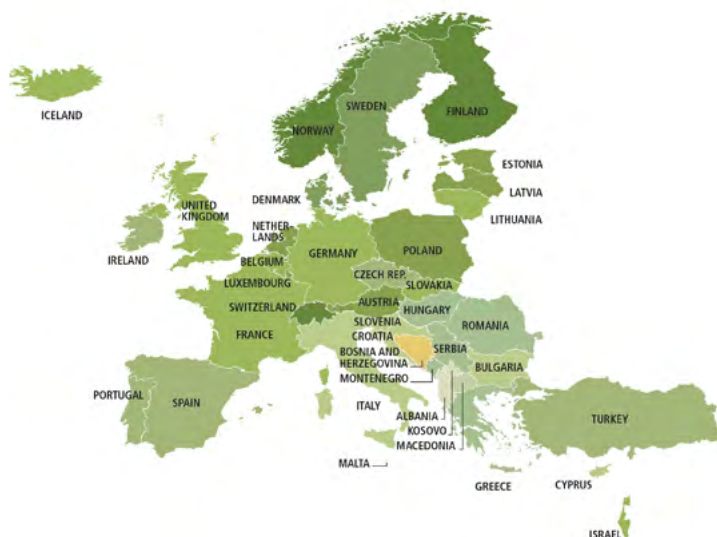 ICELAND
SWEDEN
FINLAND
NORWAY
ESTONIA
LATVIA
DENMARK
UNITED
KINGDOM
LITHUANIA
NETHER-
LANDS
IRELAND
GERMANY
POLAND
BELGIUM
CZECH REP.
LUXEMBOURG
SLOVAKIA
AUSTRIA
SWITZERLAND
HUNGARY
SLOVENIA
ROMANIA
FRANCE
CROATIA
SERBIA
BOSNIA AND
HERZEGOVINA
BULGARIA
MONTENEGRO
PORTUGAL
SPAIN
ITALY
ALBANIA
TURKEY
KOSOVO
MACEDONIA
MALTA
GREECE
CYPRUS
ISRAEL